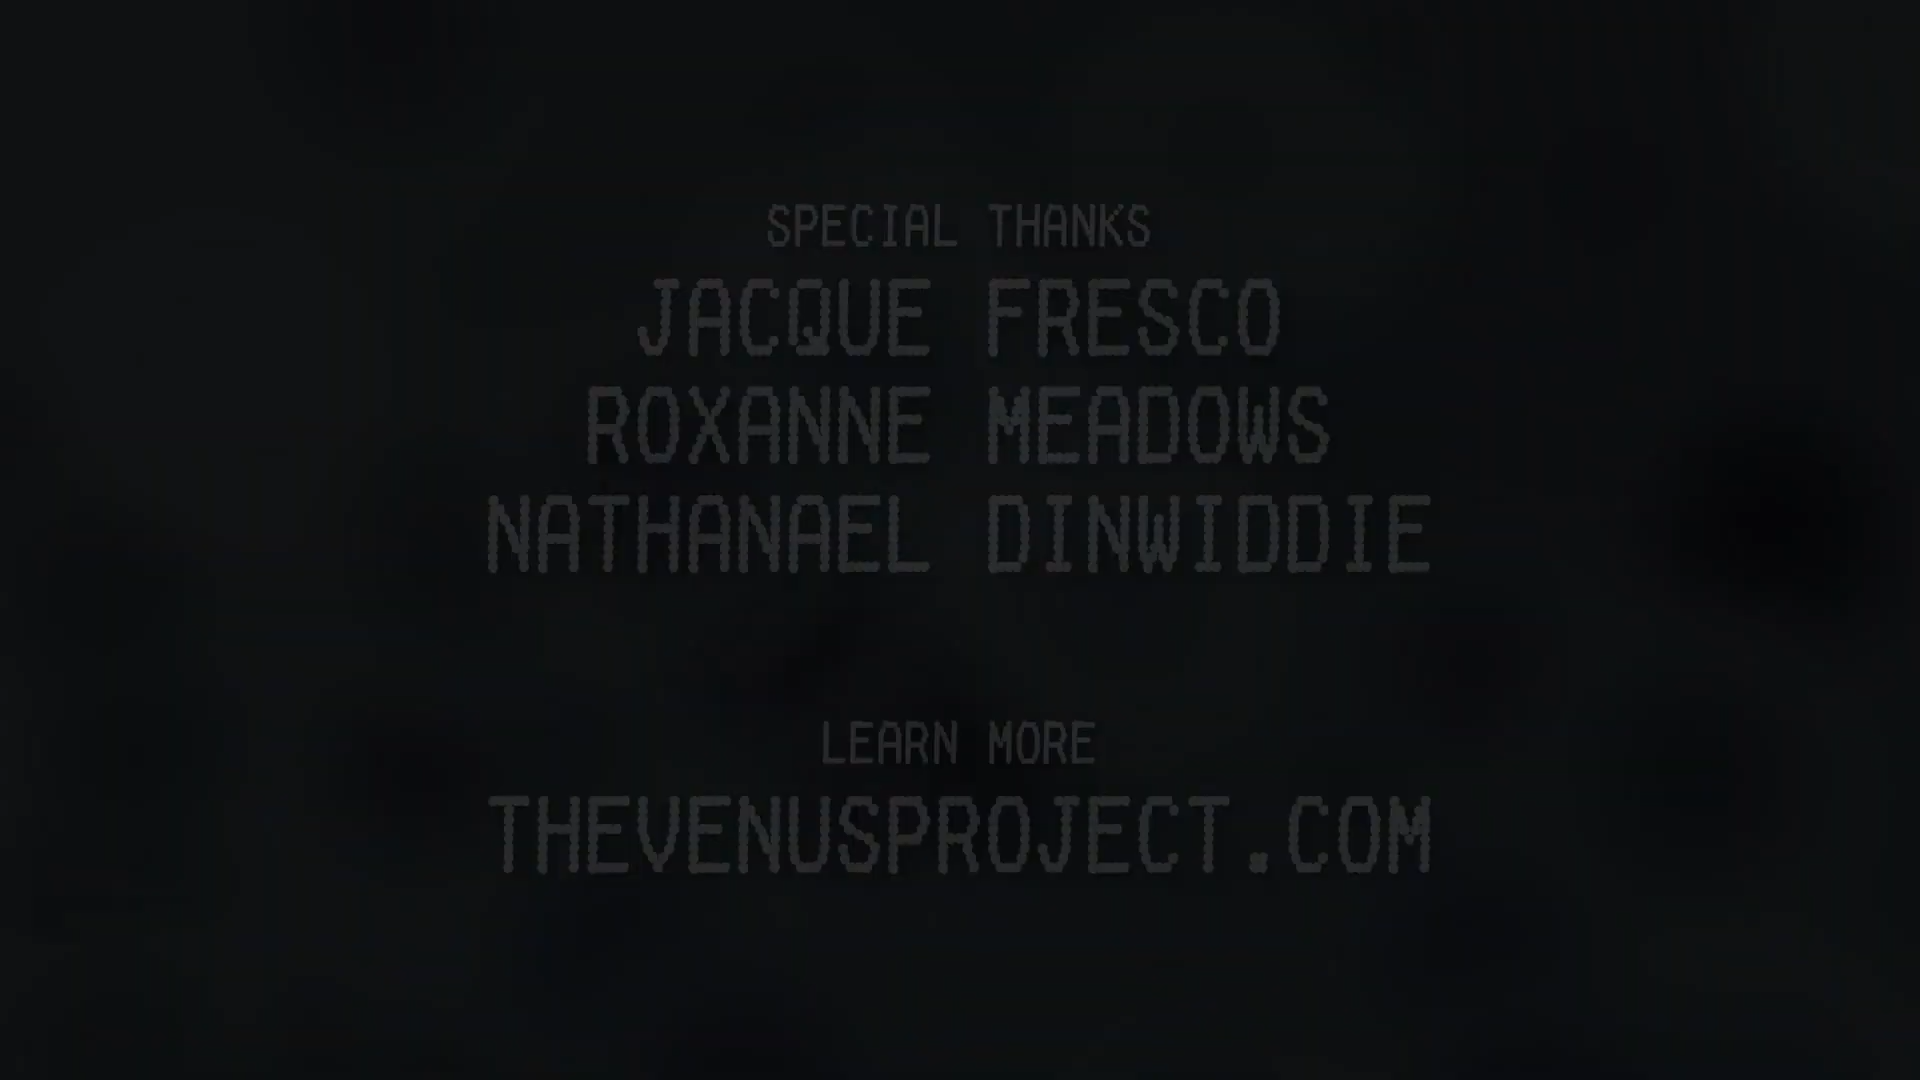 SPECIAL THANKS
JACQUE FRESCO
ROXANNE MEADOWS
NATHANAEL DINWIDDIE
LEARN MORE
THEVENUSPROJECT.COM